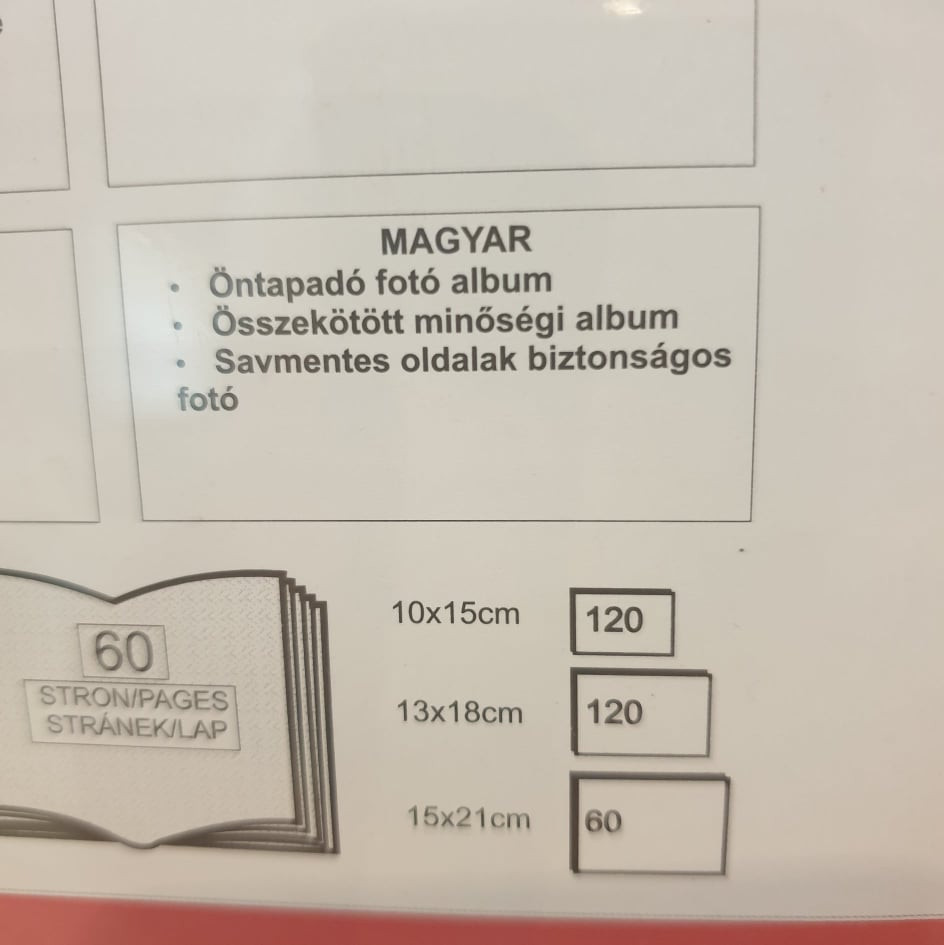 MAGYAR
• Öntapadó fotó album
• Összekötött minőségi album
• Savmentes oldalak biztonságos
fotó
60
STRON/PAGES
STRÁNEK/LAP
10x15cm 120
13x18cm 120
15x21cm 60